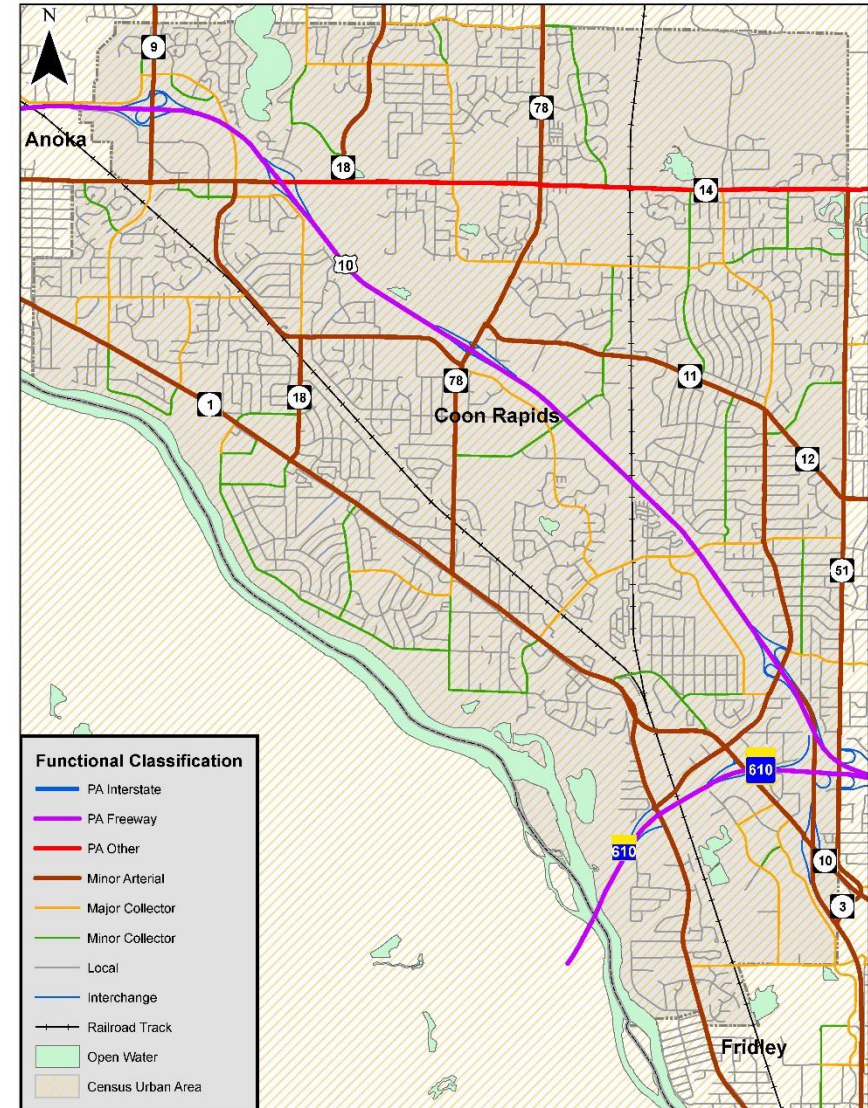 N
9
Anoka
78
18
14
10
78
11
18
1
Coon Rapids
12
51
610
610
10
3
Fridley
Functional Classification
PA Interstate
PA Freeway
PA Other
Minor Arterial
Major Collector
Minor Collector
Local
Interchange
Railroad Track
Open Water
Census Urban Area